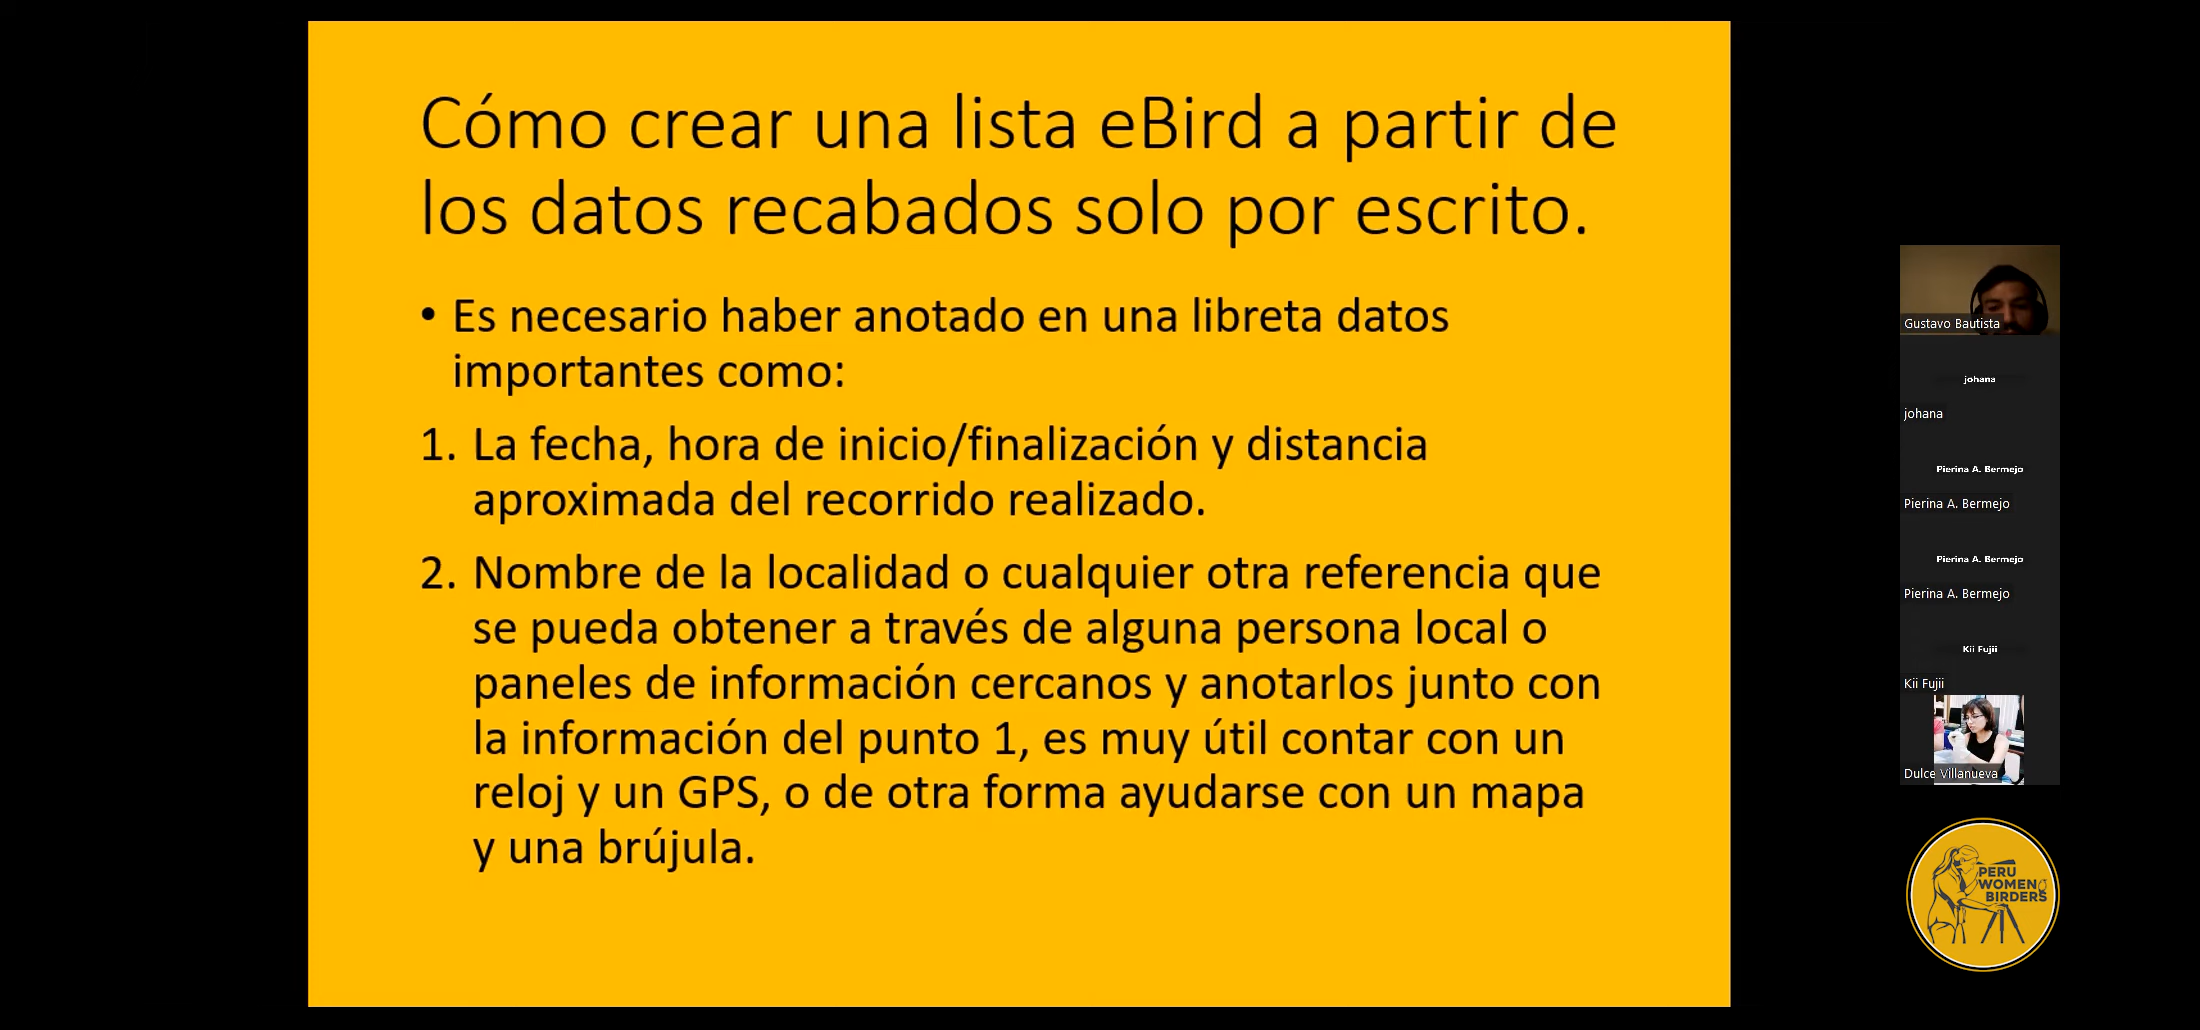 Cómo crear una lista eBird a partir de
los datos recabados solo por escrito.
• Es necesario haber anotado en una libreta datos
importantes como:
1. La fecha, hora de inicio/finalización y distancia
aproximada del recorrido realizado.
2. Nombre de la localidad o cualquier otra referencia que
se pueda obtener a través de alguna persona local o
paneles de información cercanos y anotarlos junto con
la información del punto 1, es muy útil contar con un
reloj y un GPS, o de otra forma ayudarse con un mapa
y una brújula.
Gustavo Bautista
johana
johana
Pierina A. Bermejo
Pierina A. Bermejo
Pierina A. Bermejo
Pierina A. Bermejo
Kii Fujii
Kii Fujii
Dulce Villanueva
PERU
WOMEN
BIRDERS